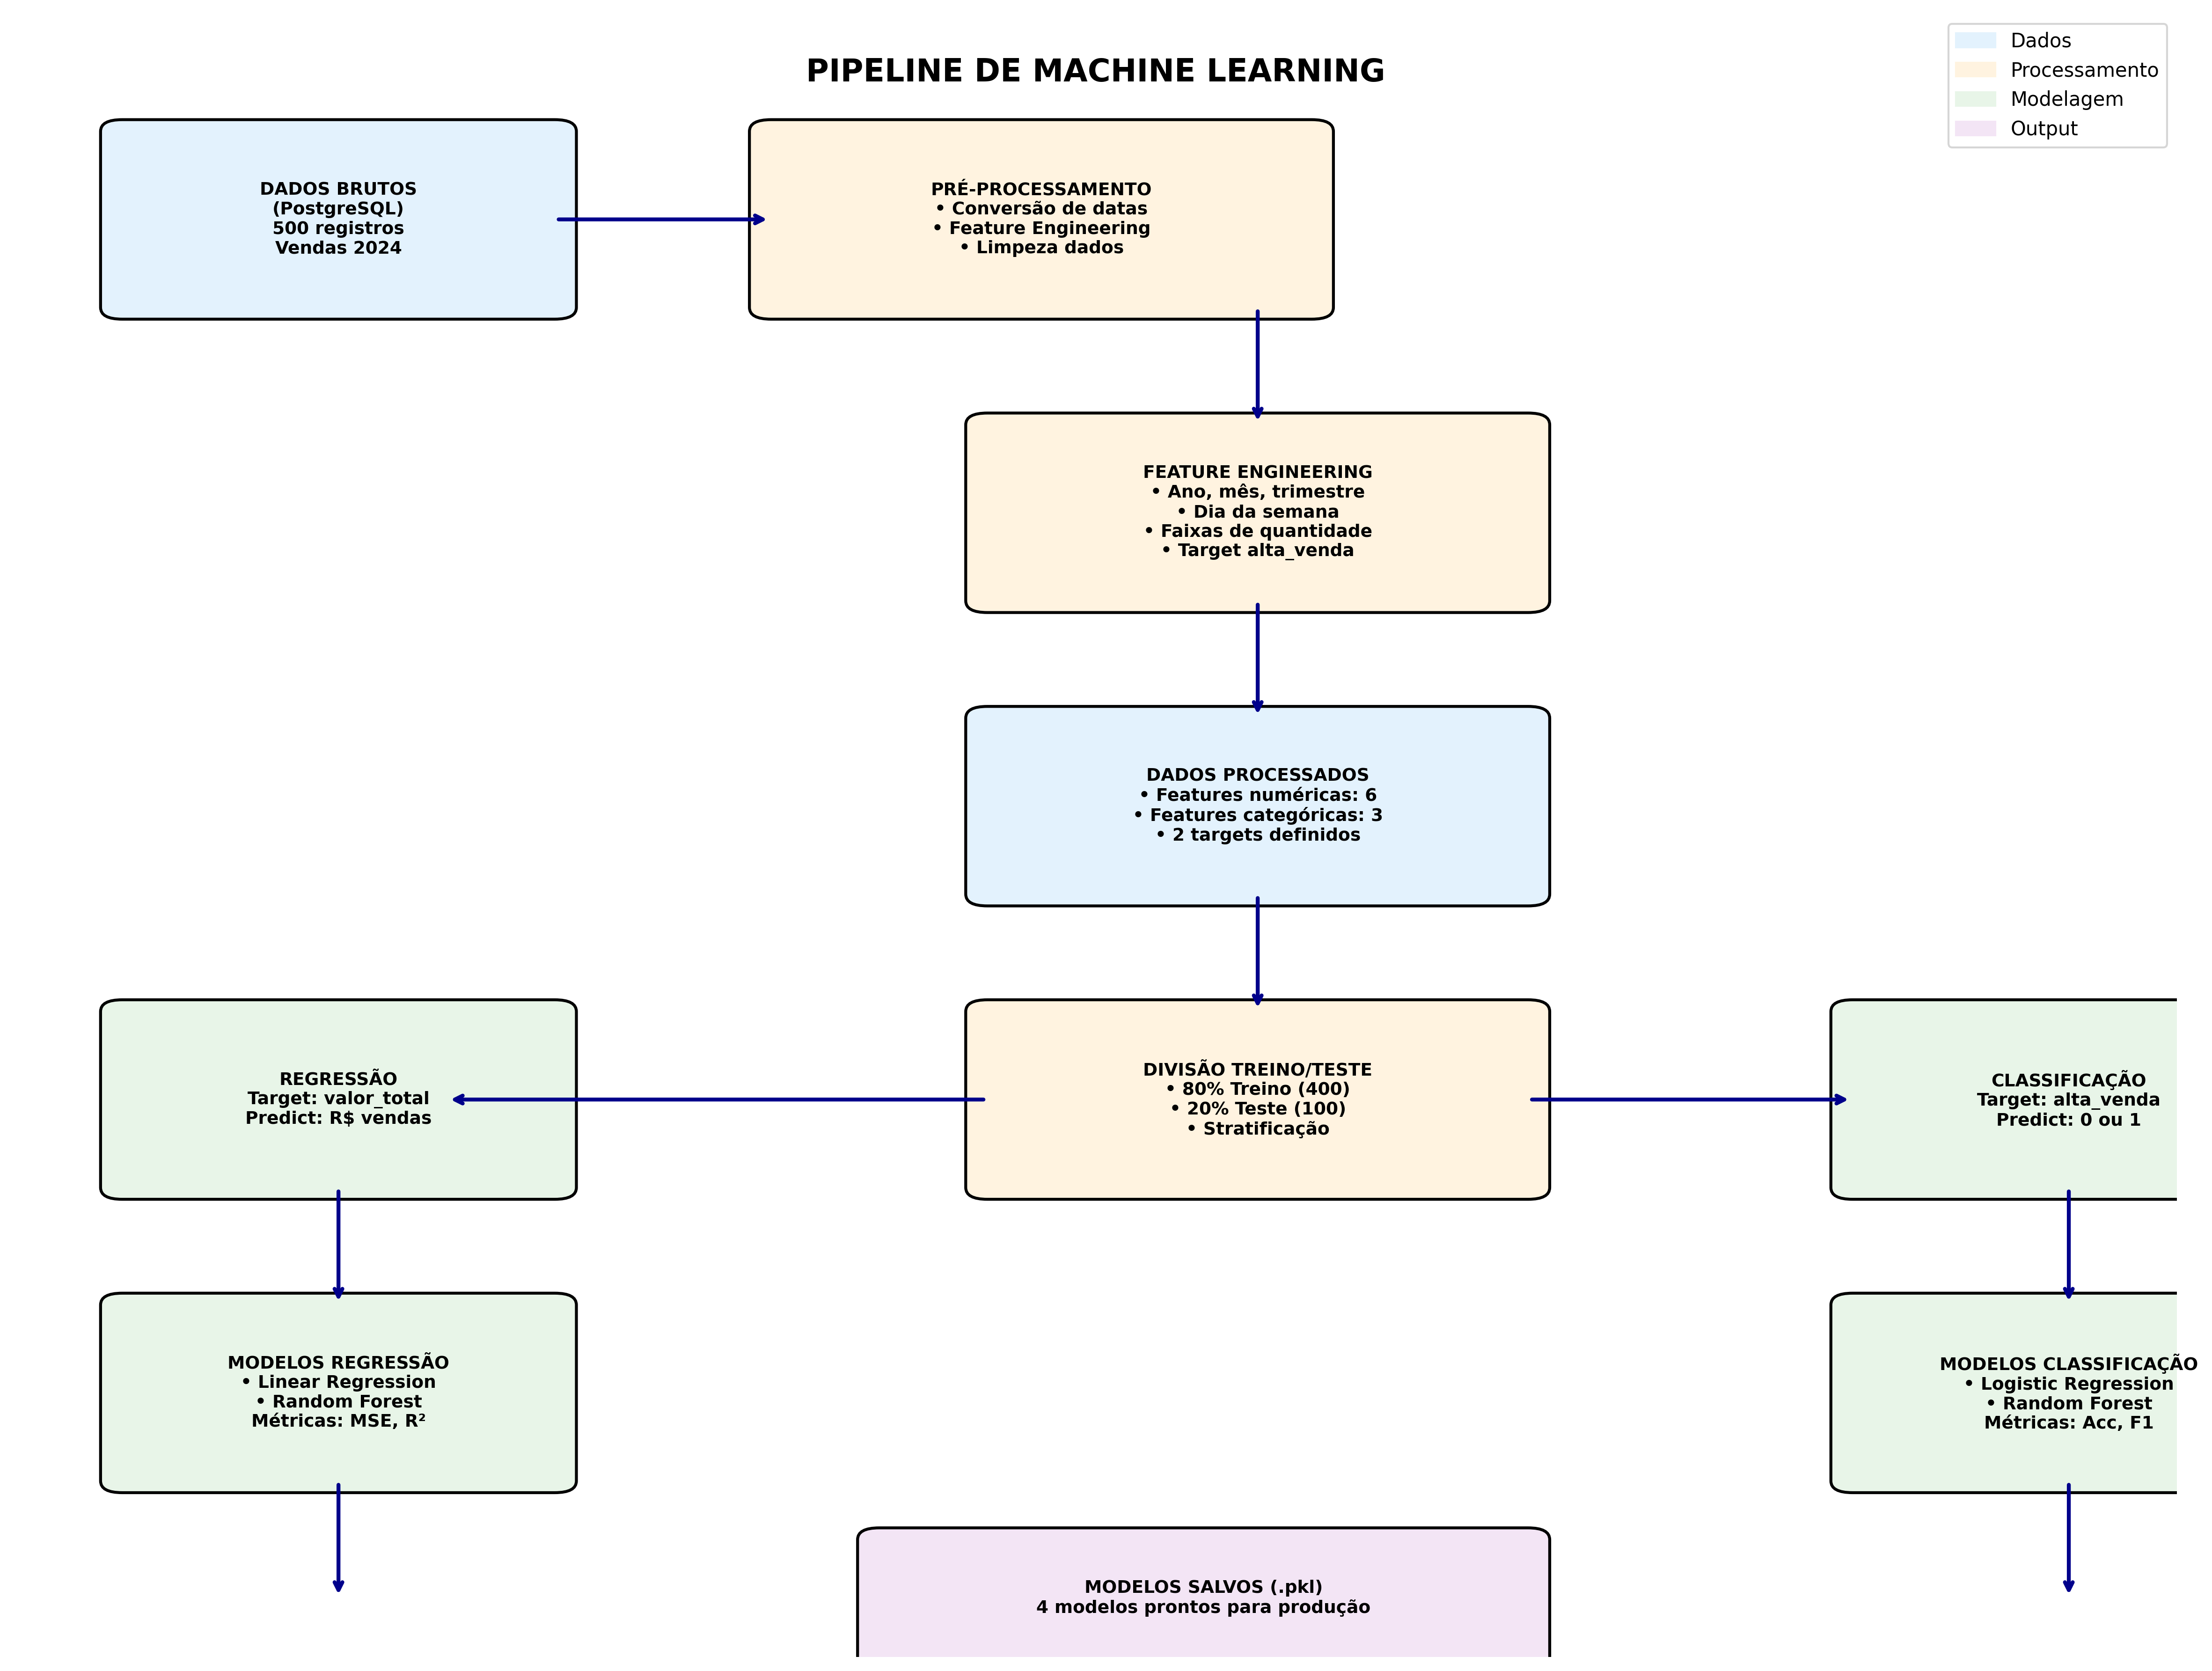 PIPELINE DE MACHINE LEARNING
Dados
Processamento
Modelagem
Output
DADOS BRUTOS
(PostgreSQL)
500 registros
Vendas 2024
PRÉ-PROCESSAMENTO
• Conversão de datas
• Feature Engineering
• Limpeza dados
FEATURE ENGINEERING
• Ano, mês, trimestre
• Dia da semana
• Faixas de quantidade
• Target alta_venda
DADOS PROCESSADOS
• Features numéricas: 6
• Features categóricas: 3
• 2 targets definidos
REGRESSÃO
Target: valor_total
Predict: R$ vendas
DIVISÃO TREINO/TESTE
• 80% Treino (400)
• 20% Teste (100)
• Stratificação
CLASSIFICAÇÃO
Target: alta_venda
Predict: 0 ou 1
MODELOS REGRESSÃO
• Linear Regression
• Random Forest
Métricas: MSE, R²
MODELOS CLASSIFICAÇÃO
• Logistic Regression
• Random Forest
Métricas: Acc, F1
MODELOS SALVOS (.pkl)
4 modelos prontos para produção